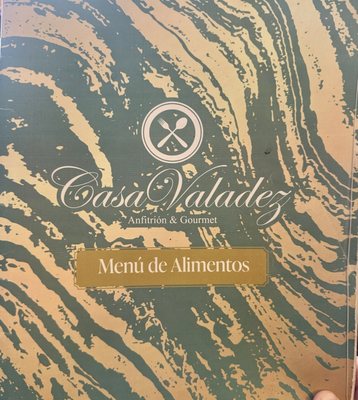 Casa Valadez
Anfitrión & Gourmet
Menú de Alimentos